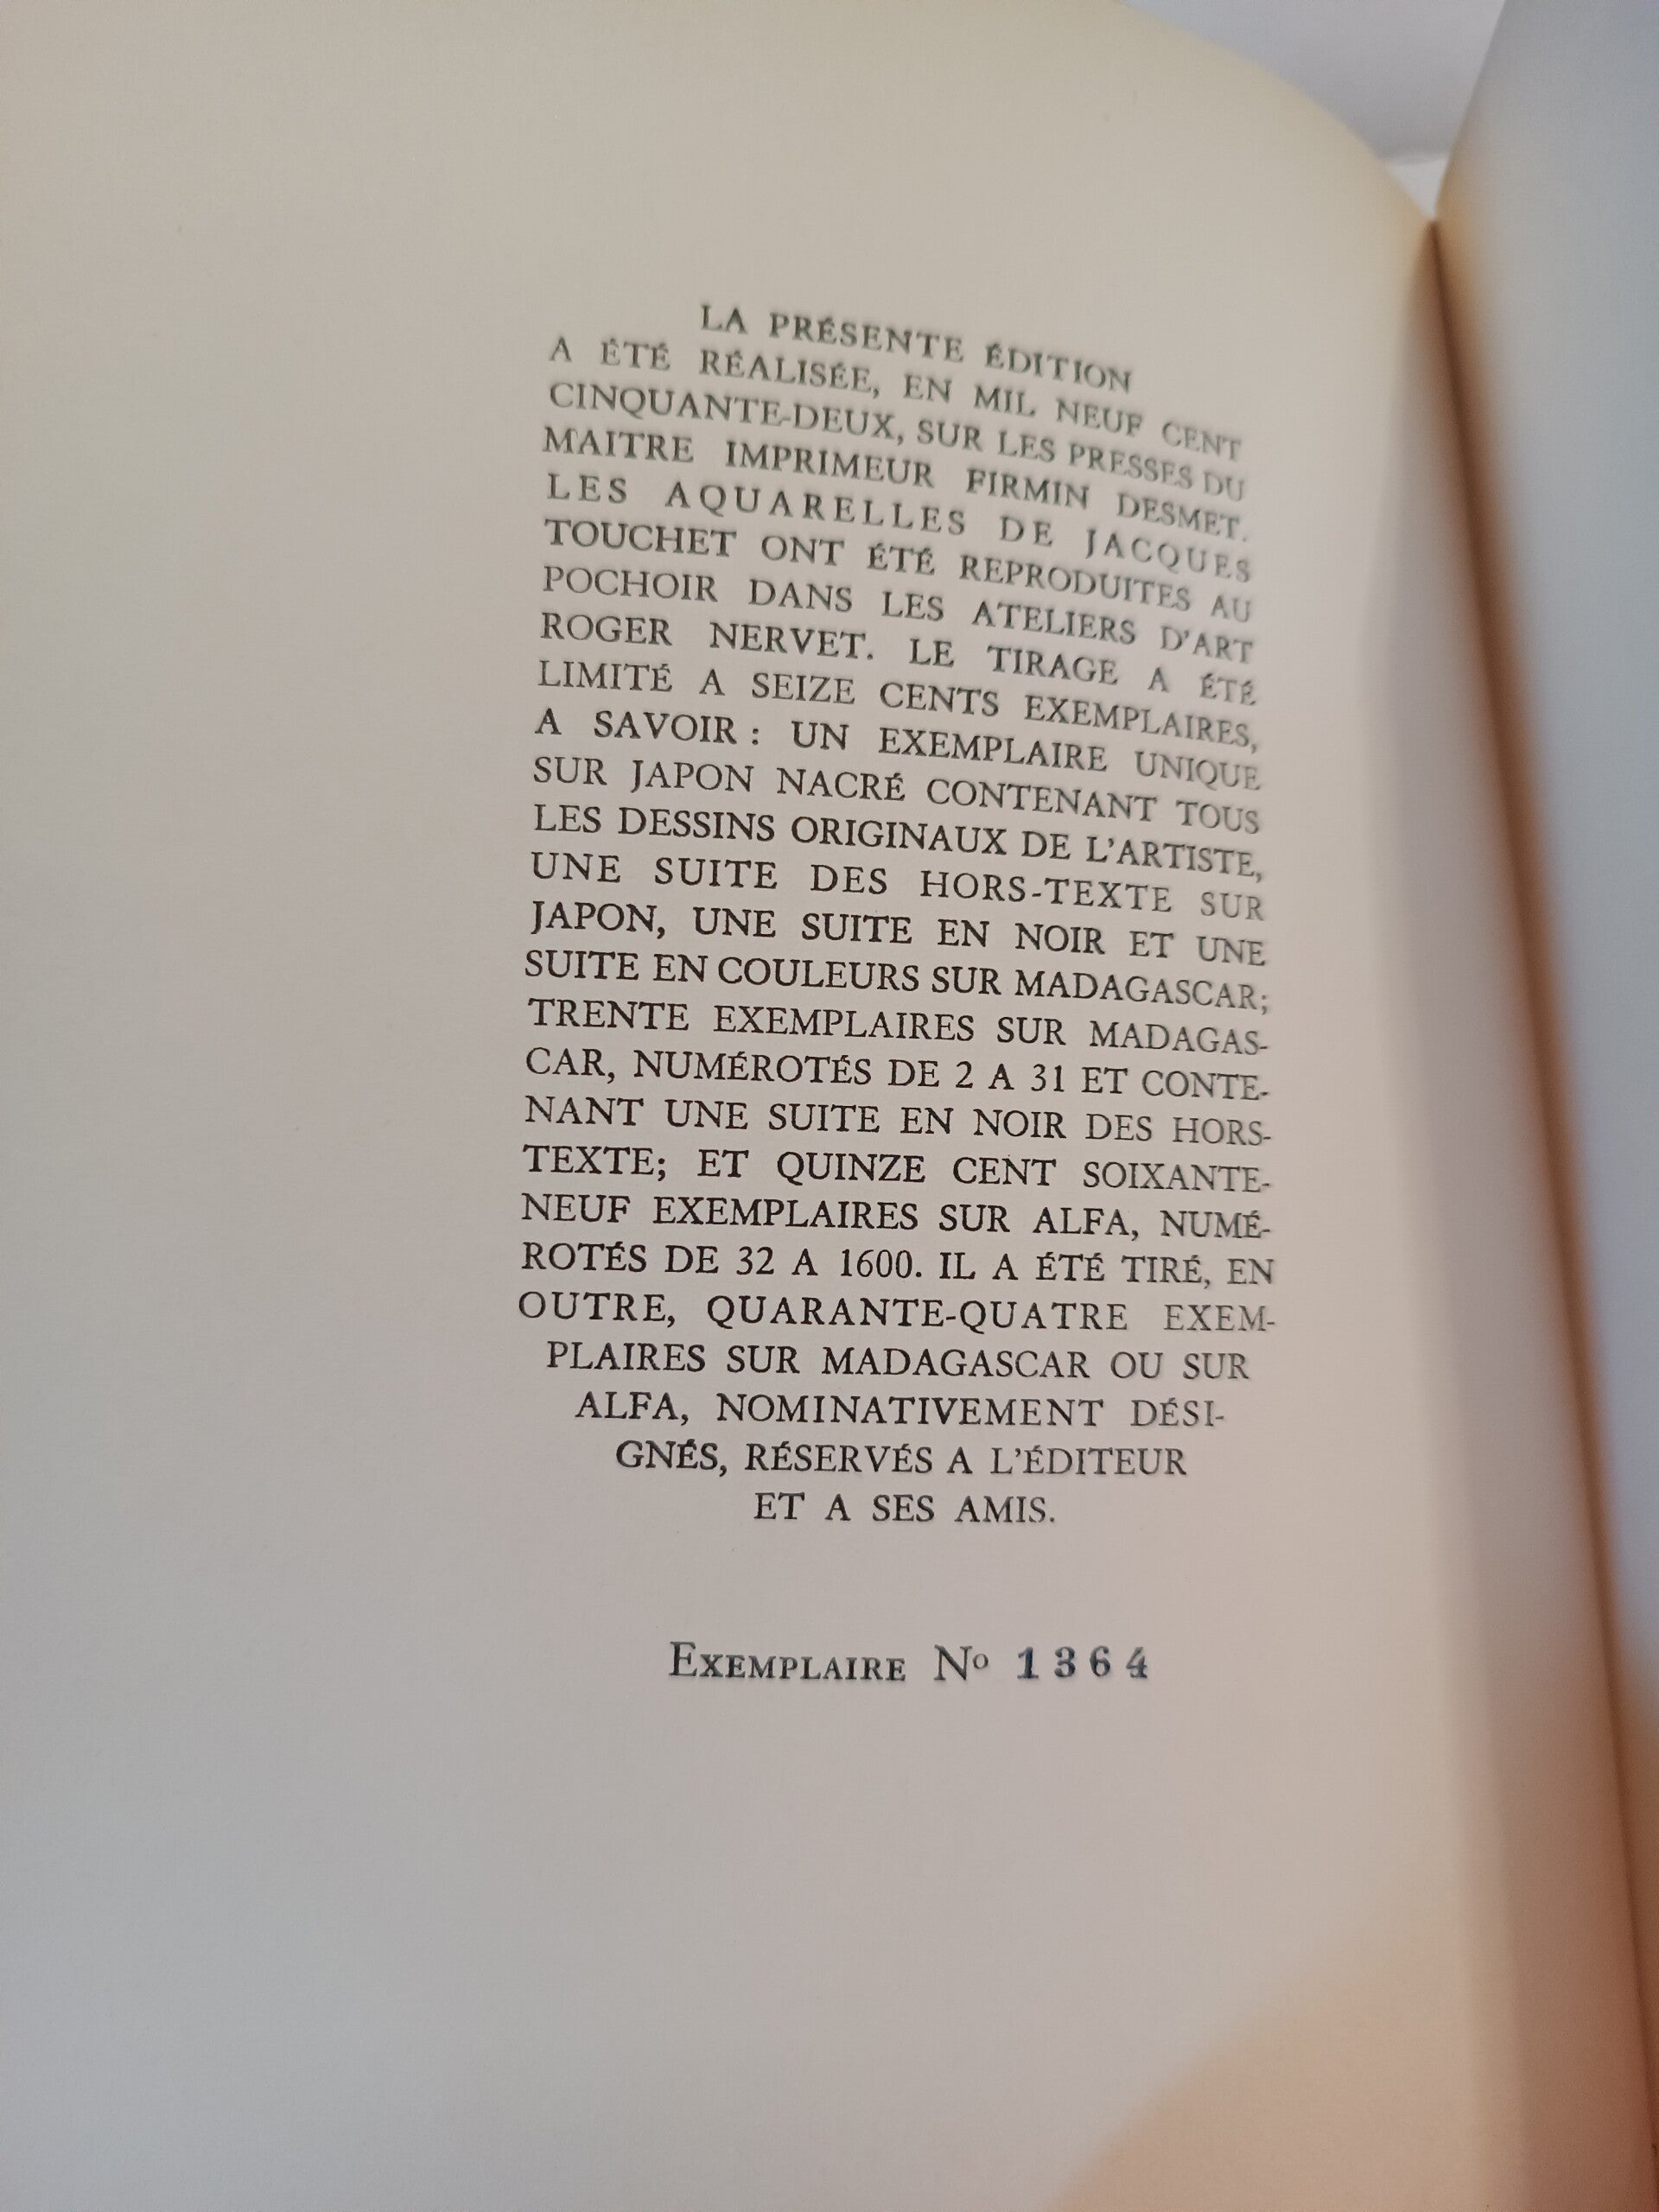 LA PRÉSENTE ÉDITION
A ÉTÉ RÉALISÉE, EN MIL NEUF CENT
CINQUANTE-DEUX, SUR LES PRESSES DU
MAITRE IMPRIMEUR FIRMIN DESMET.
LES AQUARELLES DE JACQUES
TOUCHET ONT ÉTÉ REPRODUITES AU
POCHOIR DANS LES ATELIERS D'ART
ROGER NERVET. LE TIRAGE A ÉTÉ
LIMITÉ A SEIZE CENTS EXEMPLAIRES,
A SAVOIR : UN EXEMPLAIRE UNIQUE
SUR JAPON NACRÉ CONTENANT TOUS
LES DESSINS ORIGINAUX DE L'ARTISTE,
UNE SUITE DES HORS-TEXTE SUR
JAPON, UNE SUITE EN NOIR ET UNE
SUITE EN COULEURS SUR MADAGASCAR;
TRENTE EXEMPLAIRES SUR MADAGAS-
CAR, NUMÉROTÉS DE 2 A 31 ET CONTE-
NANT UNE SUITE EN NOIR DES HORS-
TEXTE; ET QUINZE CENT SOIXANTE-
NEUF EXEMPLAIRES SUR ALFA, NUMÉ-
ROTÉS DE 32 A 1600. IL A ÉTÉ TIRÉ, EN
OUTRE, QUARANTE-QUATRE EXEM-
PLAIRES SUR MADAGASCAR OU SUR
ALFA, NOMINATIVEMENT DÉSI-
GNÉS, RÉSERVÉS A L'ÉDITEUR
ET A SES AMIS.
EXEMPLAIRE Nº 1364